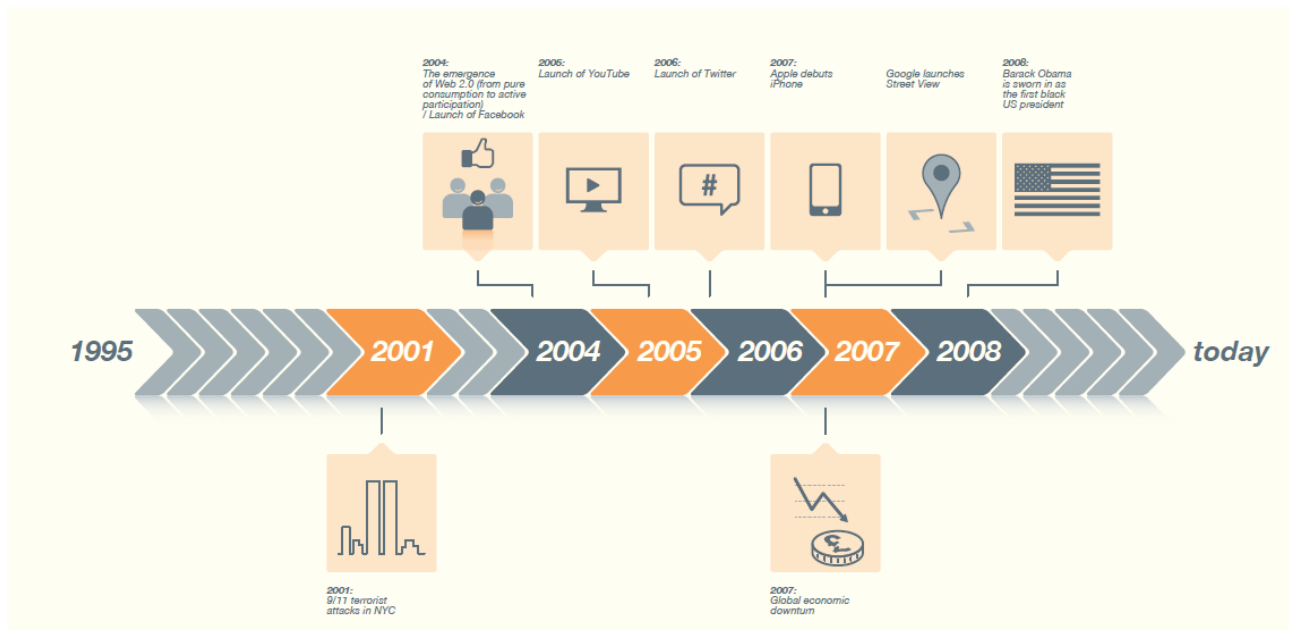 2004:
The emergence
of Web 2.0 (from pure
consumption to active
participation)
/ Launch of Facebook
2005:
Launch of YouTube
2006:
Launch of Twitter
2007:
Apple debuts
iPhone
Google launches
Street View
2008:
Barack Obama
is sworn in as
the first black
US president
#
1995
2001
2004
2005
2006
2007
2008
today
2001:
9/11 terrorist
attacks in NYC
2007:
Global economic
downturn